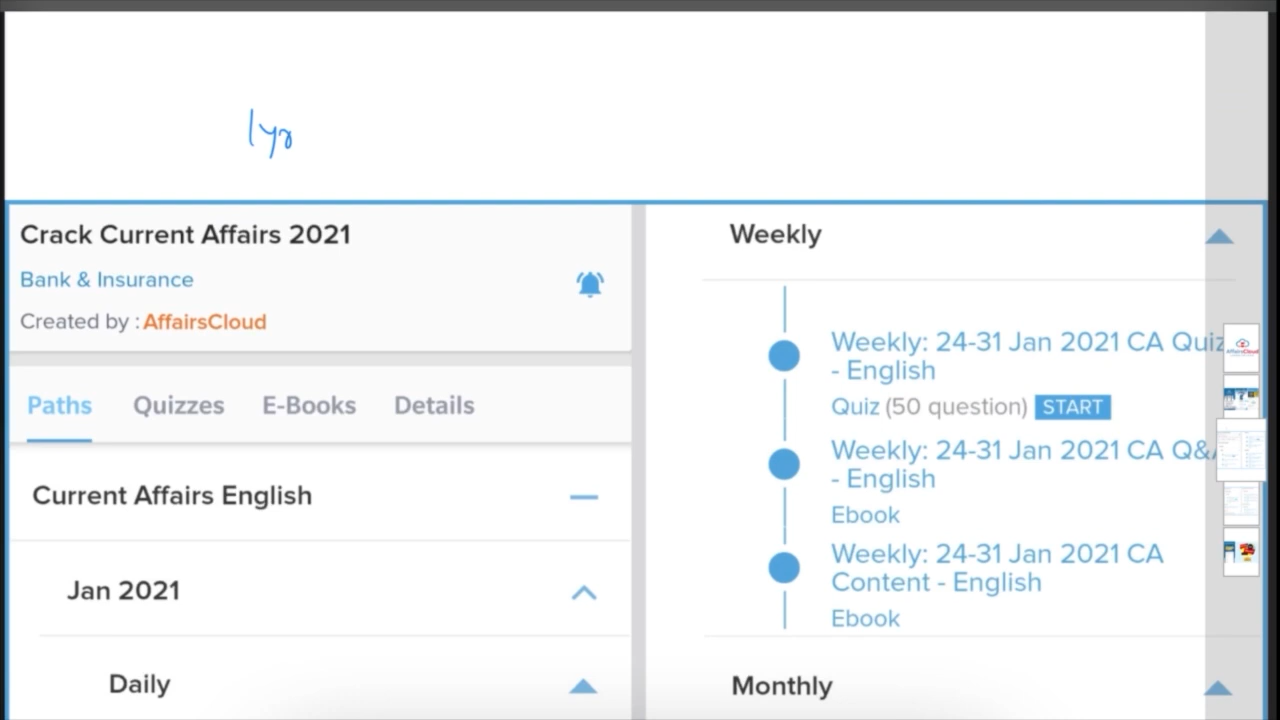 1yr
Crack Current Affairs 2021
Bank & Insurance
Created by : AffairsCloud
Paths Quizzes E-Books Details
Current Affairs English
Jan 2021
Daily
Weekly
Weekly: 24-31 Jan 2021 CA Quiz
- English
Quiz (50 question) START
Weekly: 24-31 Jan 2021 CA Q&A
- English
Ebook
Weekly: 24-31 Jan 2021 CA
Content - English
Ebook
Monthly